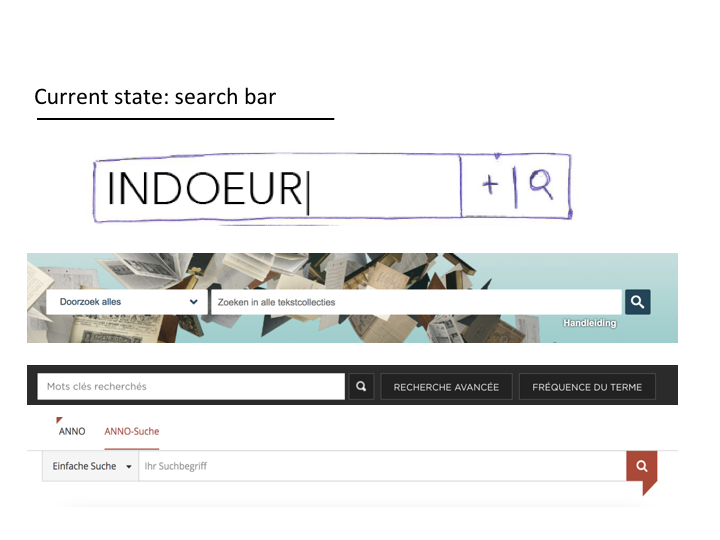 Current state: search bar
INDOEUR
+ |
Doorzoek alles Zoeken in alle tekstcollecties
Handleiding
Mots clés recherchés RECHERCHE AVANCÉE FRÉQUENCE DU TERME
ANNO ANNO-Suche
Einfache Suche Ihr Suchbegriff